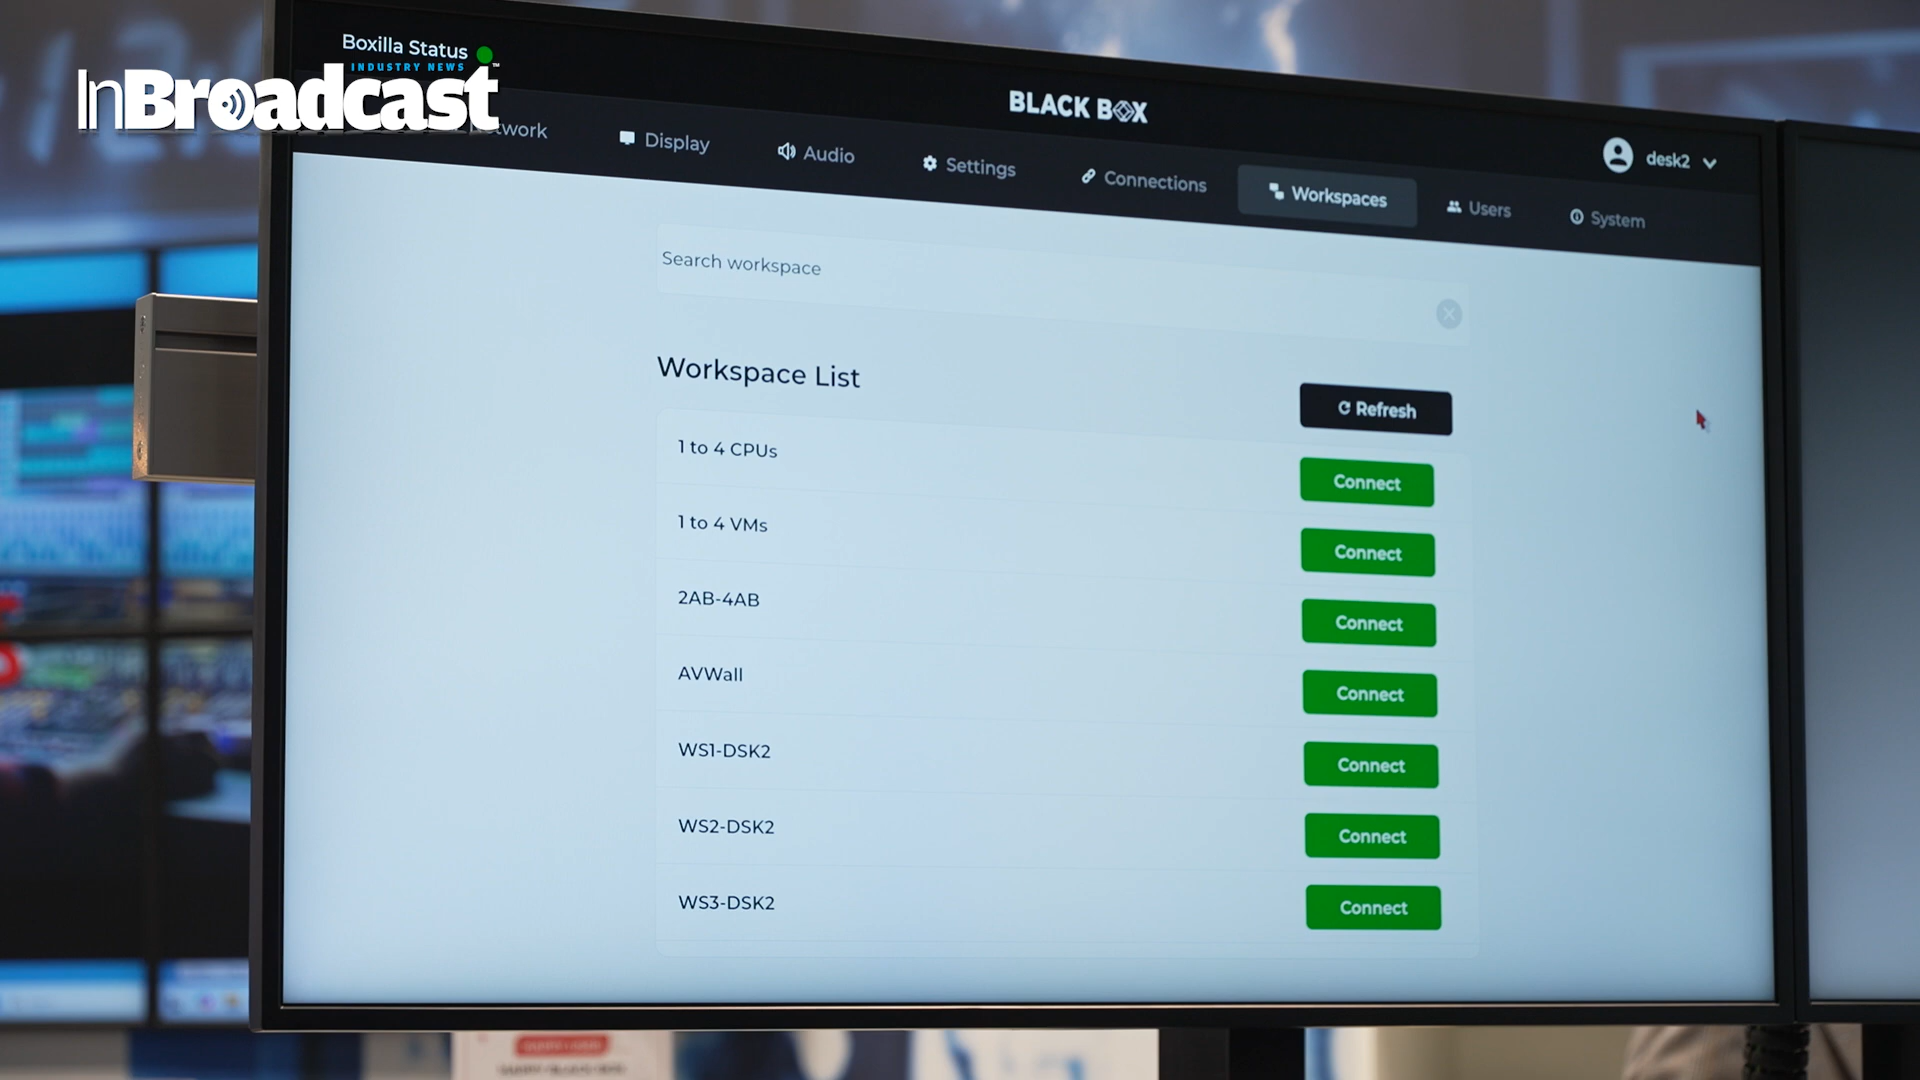 Boxilla Status
INDUSTRY NEWS
InBroadcast™
BLACK BOX
desk2
Display
Audio
Settings
Connections
Workspaces
Users
System
Search workspace
Workspace List
Refresh
1 to 4 CPUs
Connect
1 to 4 VMs
Connect
2AB-4AB
Connect
AVWall
Connect
WS1-DSK2
Connect
WS2-DSK2
Connect
WS3-DSK2
Connect